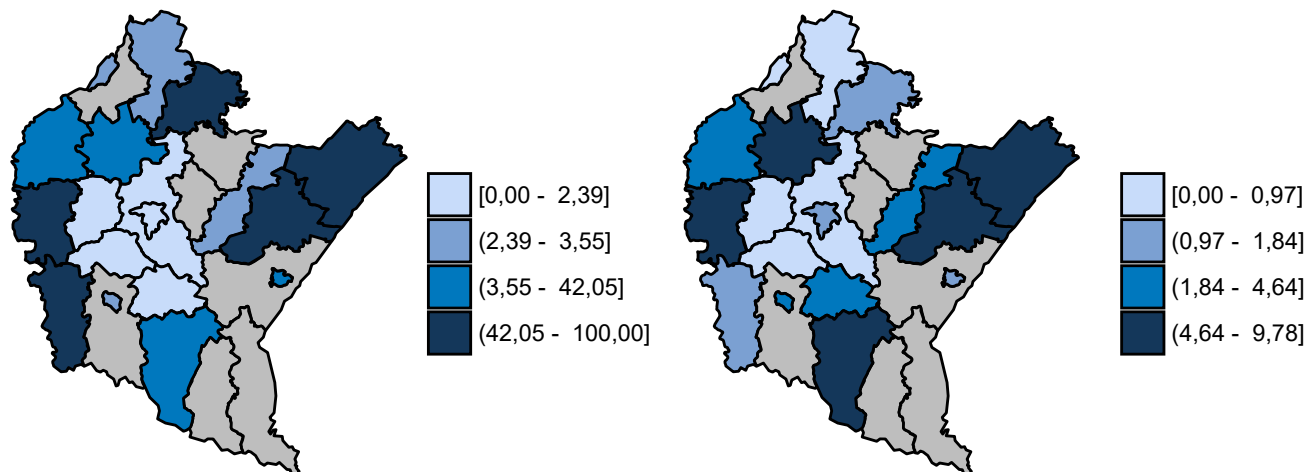 [0,00 - 2,39]
(2,39 - 3,55]
(3,55 - 42,05]
(42,05 - 100,00]
[0,00 - 0,97]
(0,97 - 1,84]
(1,84 - 4,64]
(4,64 - 9,78]